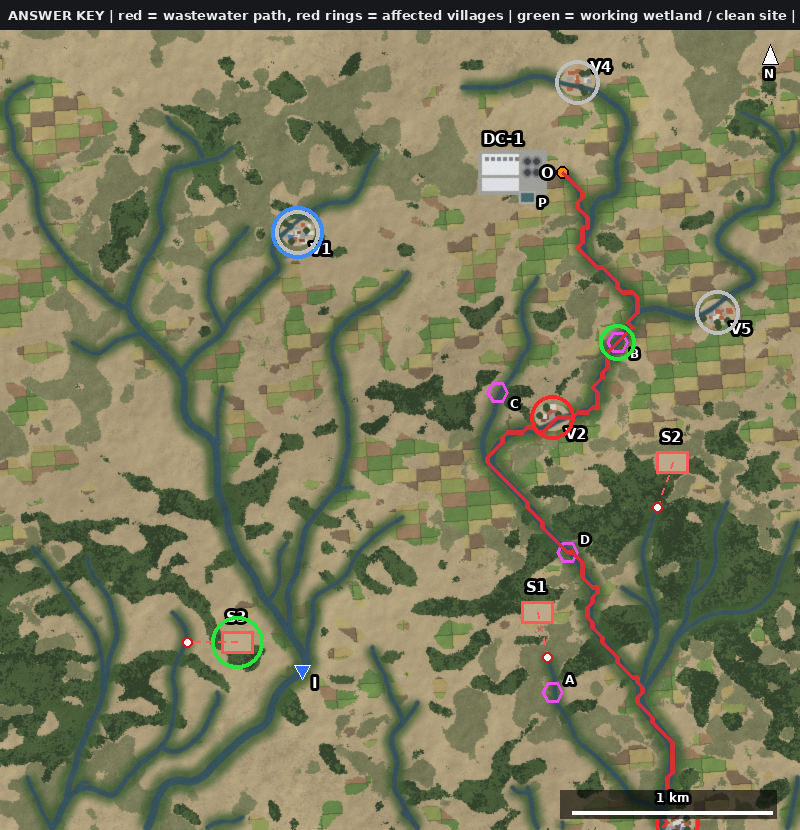 ANSWER KEY | red = wastewater path, red rings = affected villages | green = working wetland / clean site |
V4
N
DC-1
O
P
V1
V5
B
C
V2
S2
D
S1
S3
A
I
1 km